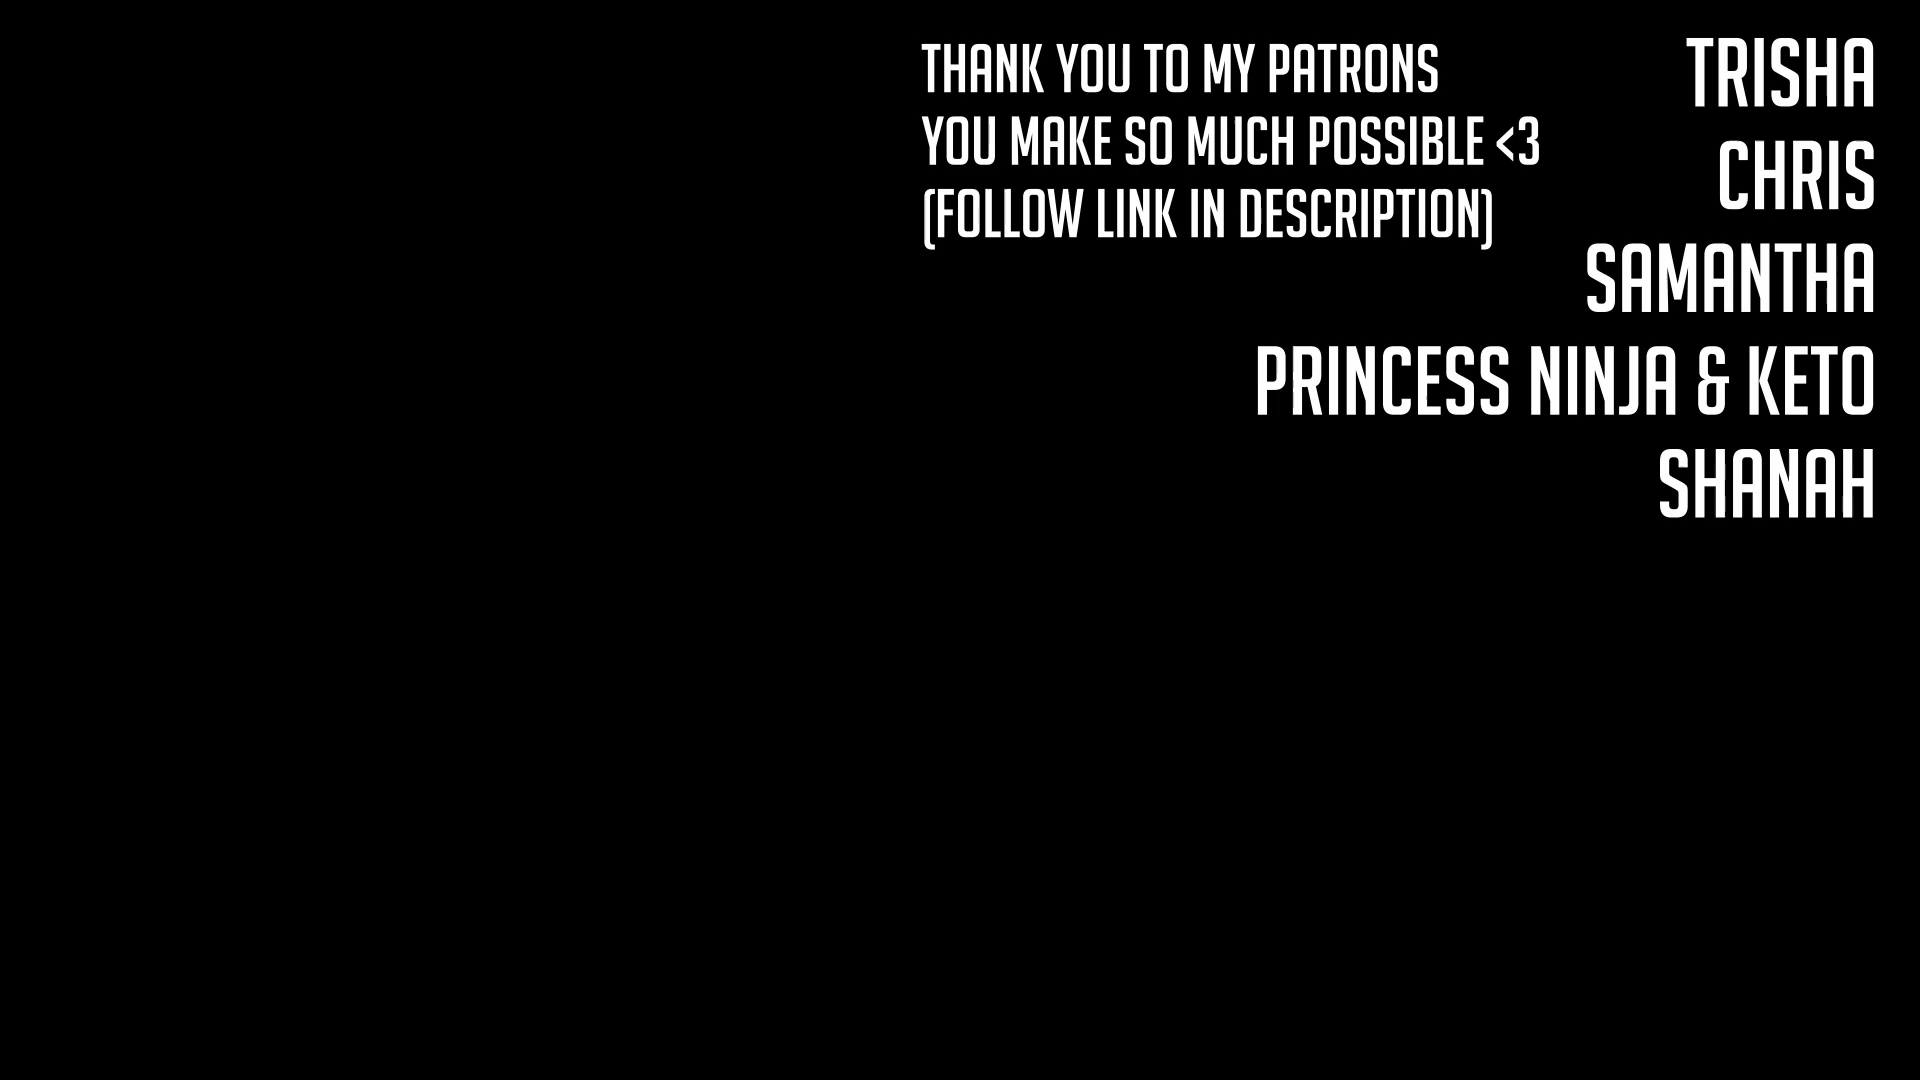 THANK YOU TO MY PATRONS
YOU MAKE SO MUCH POSSIBLE <3
(FOLLOW LINK IN DESCRIPTION)
TRISHA
CHRIS
SAMANTHA
PRINCESS NINJA & KETO
SHANAH